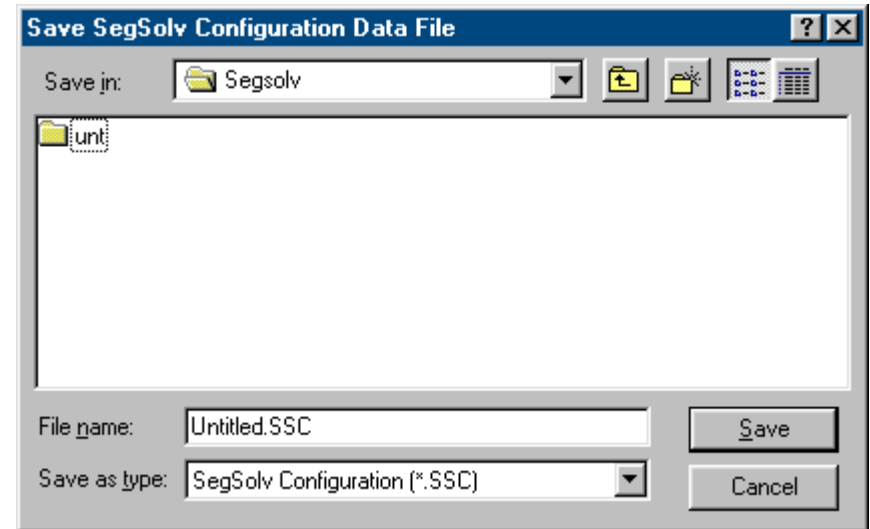 Save SegSolv Configuration Data File
Save in: Segsolv
unt
File name: Untitled.SSC Save
Save as type: SegSolv Configuration (*.SSC) Cancel